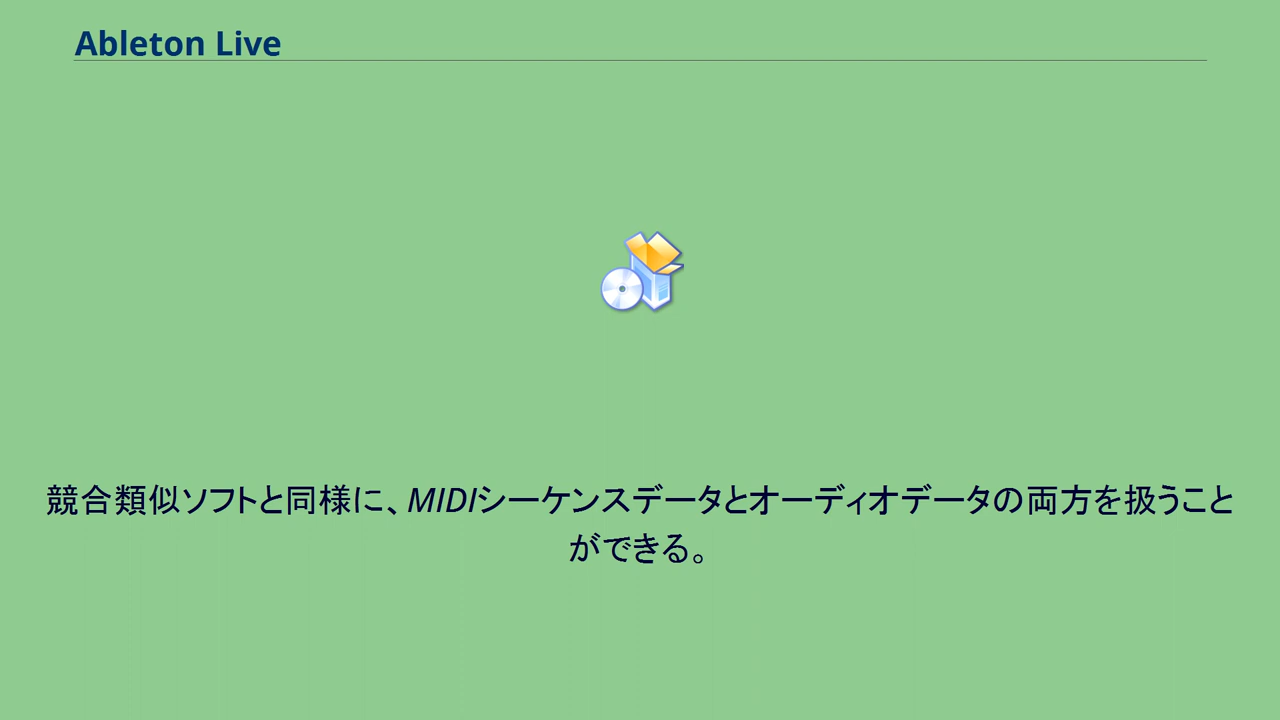 Ableton Live
競合類似ソフトと同様に、MIDIシーケンスデータとオーディオデータの両方を扱うこと
ができる。